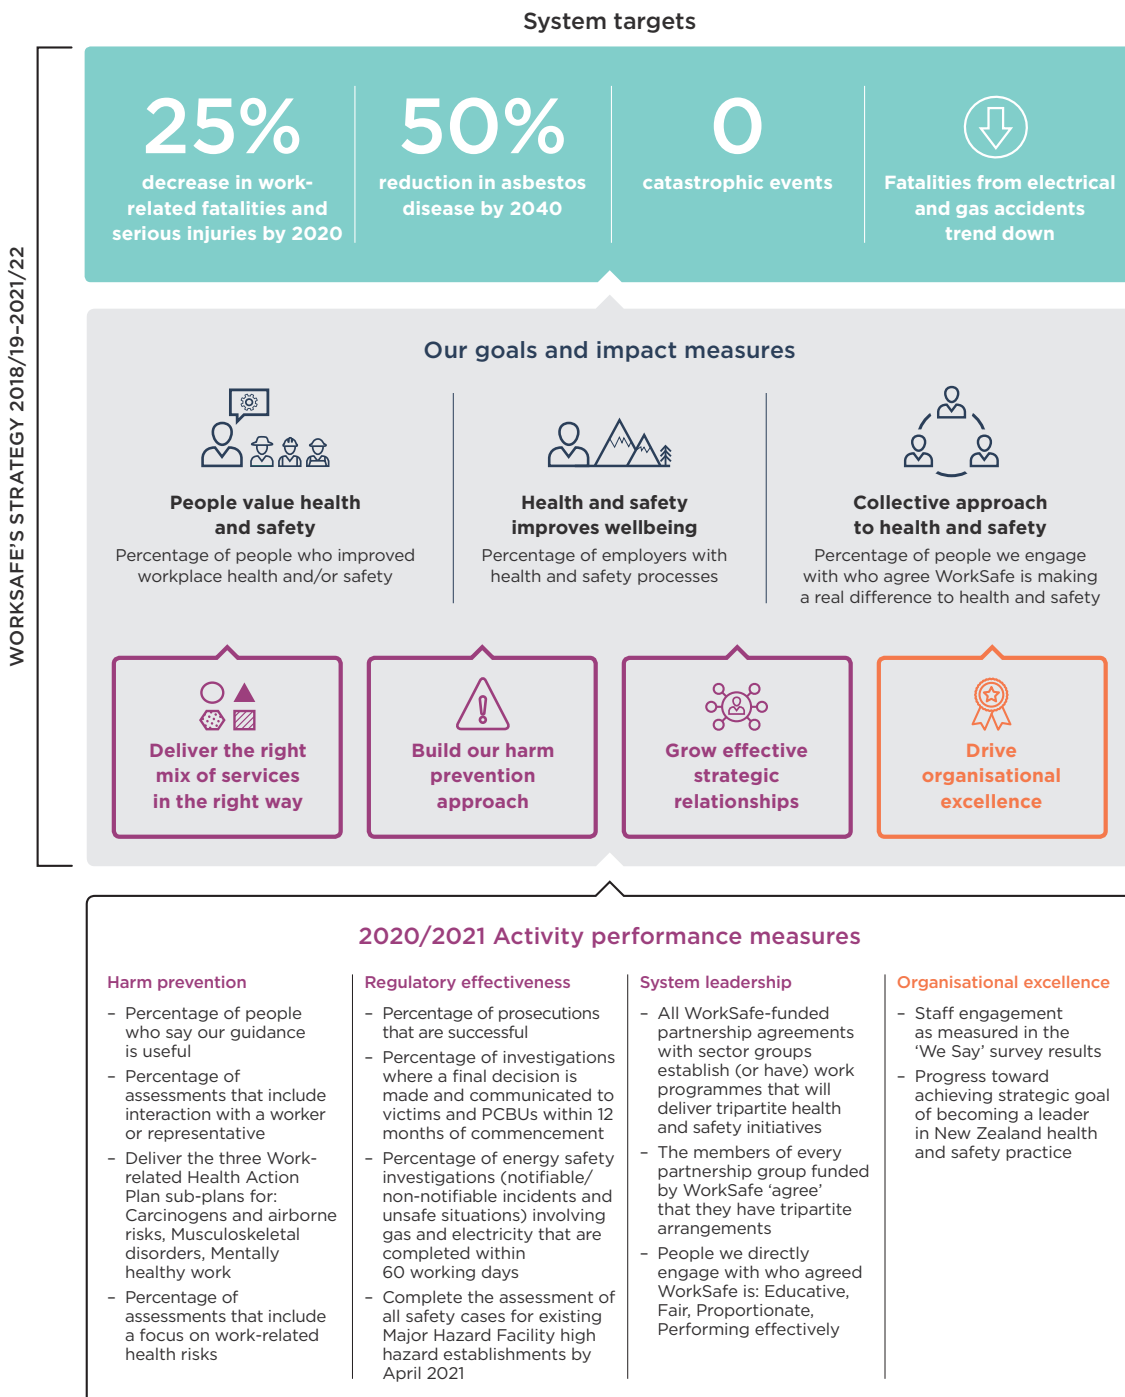 System targets
WORKSAFE'S STRATEGY 2018/19–2021/22
25%
decrease in work-
related fatalities and
serious injuries by 2020
50%
reduction in asbestos
disease by 2040
0
catastrophic events
Fatalities from electrical
and gas accidents
trend down
Our goals and impact measures
People value health
and safety
Percentage of people who improved
workplace health and/or safety
Health and safety
improves wellbeing
Percentage of employers with
health and safety processes
Collective approach
to health and safety
Percentage of people we engage
with who agree WorkSafe is making
a real difference to health and safety
Deliver the right
mix of services
in the right way
Build our harm
prevention
approach
Grow effective
strategic
relationships
Drive
organisational
excellence
2020/2021 Activity performance measures
Harm prevention
– Percentage of people
who say our guidance
is useful
– Percentage of
assessments that include
interaction with a worker
or representative
– Deliver the three Work-
related Health Action
Plan sub-plans for:
Carcinogens and airborne
risks, Musculoskeletal
disorders, Mentally
healthy work
– Percentage of
assessments that include
a focus on work-related
health risks
Regulatory effectiveness
– Percentage of prosecutions
that are successful
– Percentage of investigations
where a final decision is
made and communicated to
victims and PCBUs within 12
months of commencement
– Percentage of energy safety
investigations (notifiable/
non-notifiable incidents and
unsafe situations) involving
gas and electricity that are
completed within
60 working days
– Complete the assessment of
all safety cases for existing
Major Hazard Facility high
hazard establishments by
April 2021
System leadership
– All WorkSafe-funded
partnership agreements
with sector groups
establish (or have) work
programmes that will
deliver tripartite health
and safety initiatives
– The members of every
partnership group funded
by WorkSafe 'agree'
that they have tripartite
arrangements
– People we directly
engage with who agreed
WorkSafe is: Educative,
Fair, Proportionate,
Performing effectively
Organisational excellence
– Staff engagement
as measured in the
'We Say' survey results
– Progress toward
achieving strategic goal
of becoming a leader
in New Zealand health
and safety practice